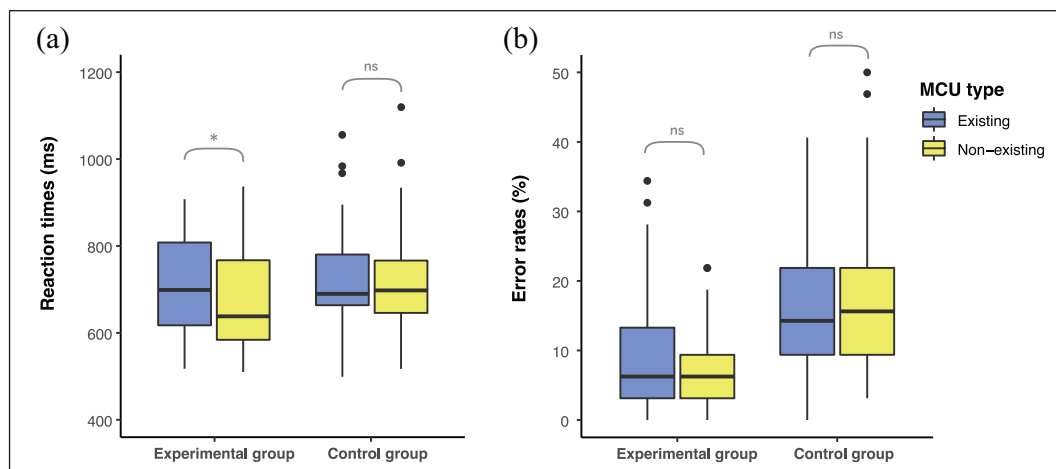 (a)
Reaction times (ms)
1200
1000
800
600
400
*
ns
Experimental group
Control group
(b)
Error rates (%)
50
40
30
20
10
0
ns
ns
Experimental group
Control group
MCU type
Existing
Non-existing